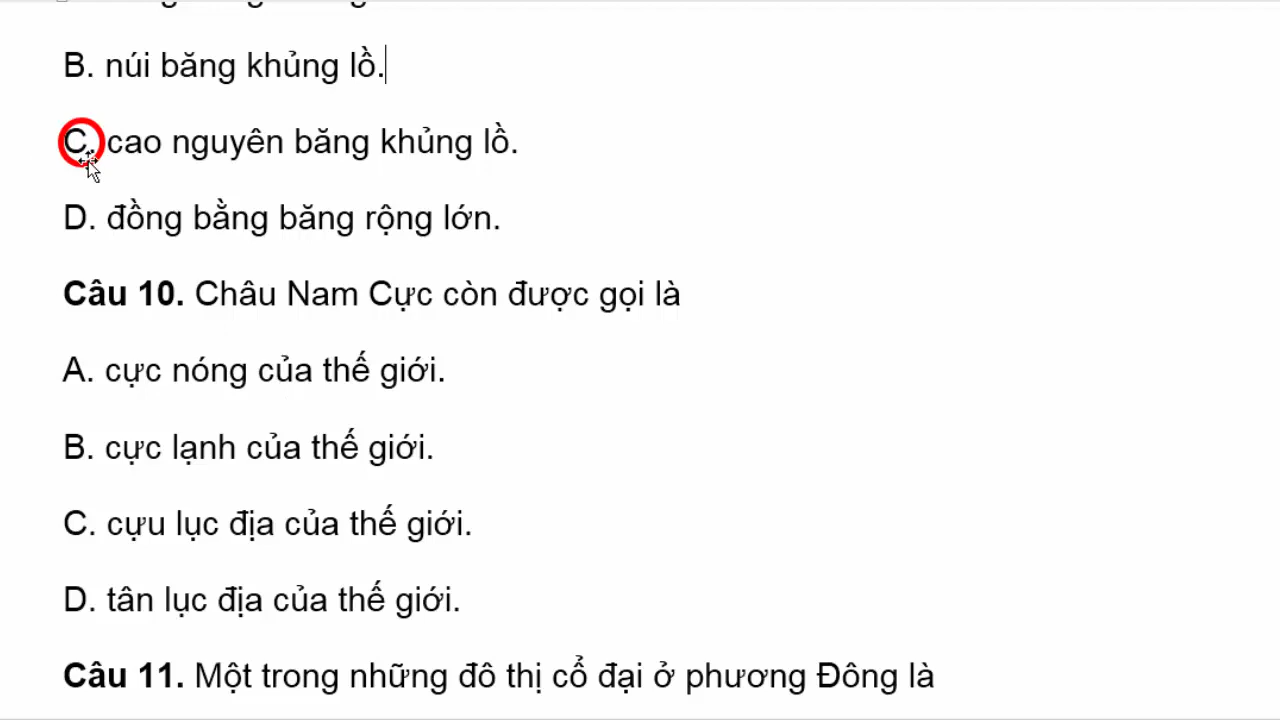 B. núi băng khủng lồ.
C. cao nguyên băng khủng lồ.
D. đồng bằng băng rộng lớn.
Câu 10. Châu Nam Cực còn được gọi là
A. cực nóng của thế giới.
B. cực lạnh của thế giới.
C. cựu lục địa của thế giới.
D. tân lục địa của thế giới.
Câu 11. Một trong những đô thị cổ đại ở phương Đông là